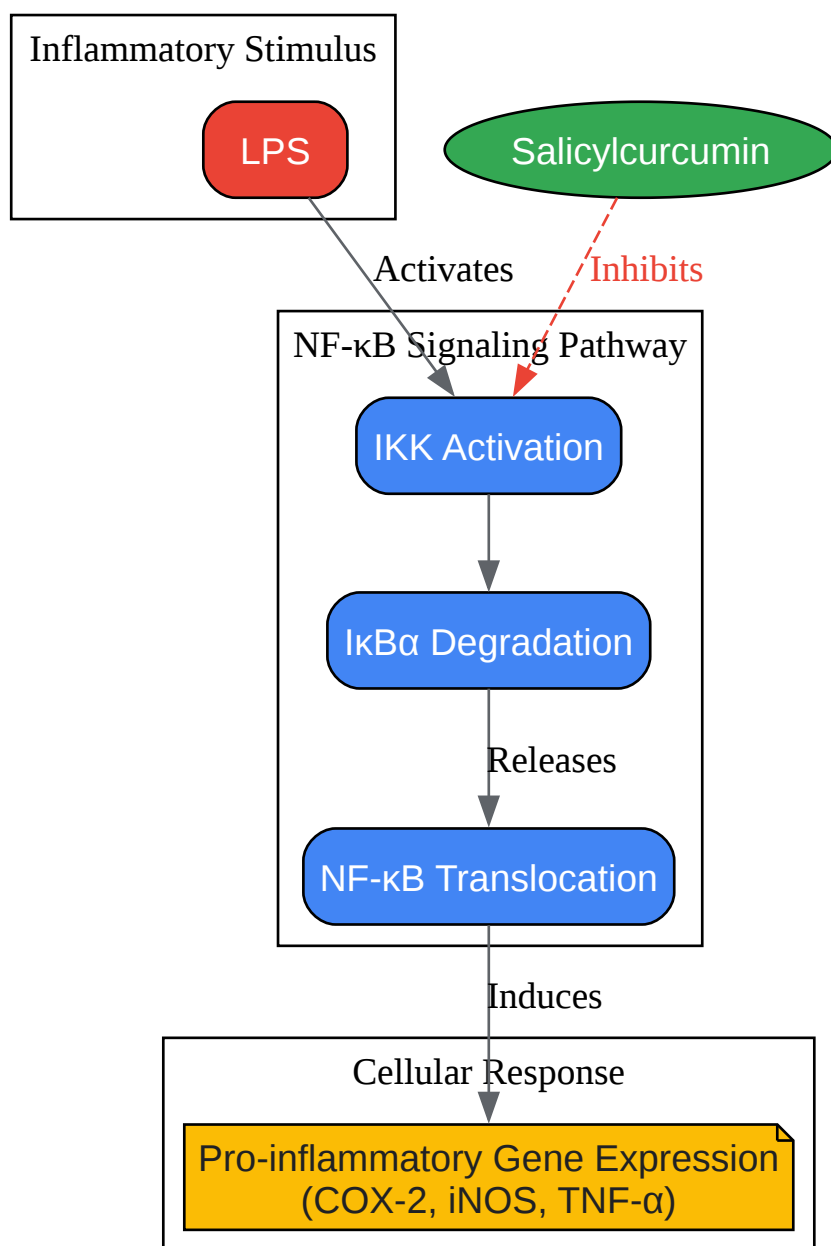 Inflammatory Stimulus
LPS
Salicylcurcumin
Activates
Inhibits
NF-κB Signaling Pathway
IKK Activation
IκBα Degradation
Releases
NF-κB Translocation
Induces
Cellular Response
Pro-inflammatory Gene Expression
(COX-2, iNOS, TNF-α)